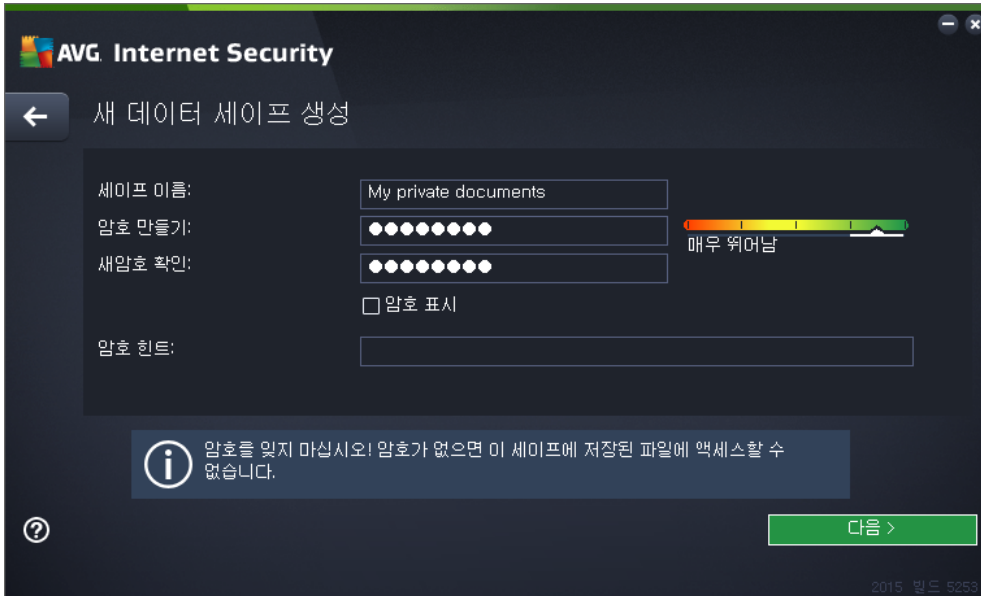 AVG. Internet Security
새 데이터 세이프 생성
세이프 이름:
My private documents
암호 만들기:
●●●●●●●●
매우 뛰어남
새암호 확인:
●●●●●●●●
암호 표시
암호 힌트:
암호를 잊지 마십시오! 암호가 없으면 이 세이프에 저장된 파일에 액세스할 수
없습니다.
다음 >
2015 빌드 5253